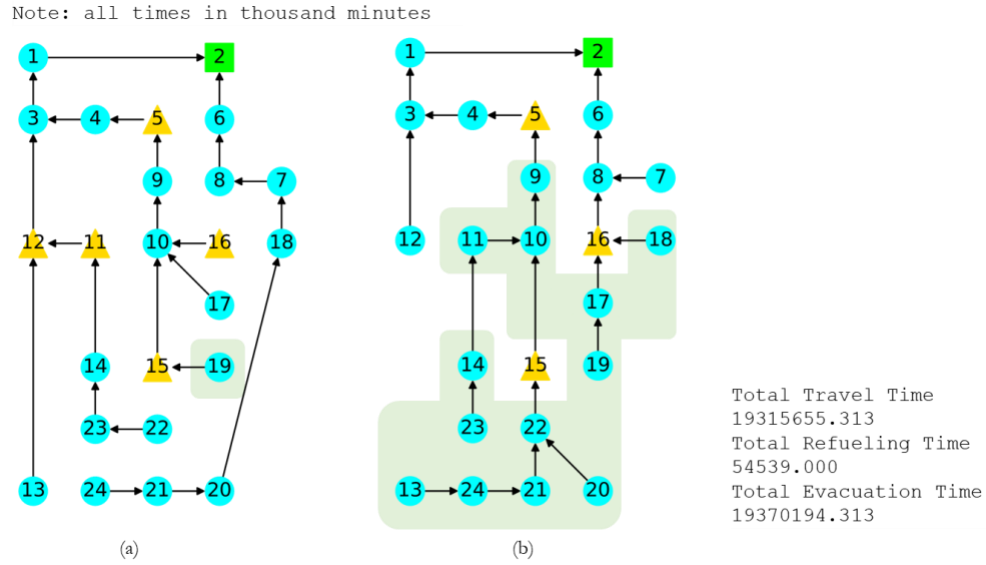 Note: all times in thousand minutes
1 2
3 4 5 6
9 8 7
12 11 10 16 18
17
14 15 19
23 22
13 24 21 20
(a)
1 2
3 4 5 6
9 8 7
12 11 10 16 18
17
14 15 19
23 22
13 24 21 20
(b)
Total Travel Time
19315655.313
Total Refueling Time
54539.000
Total Evacuation Time
19370194.313